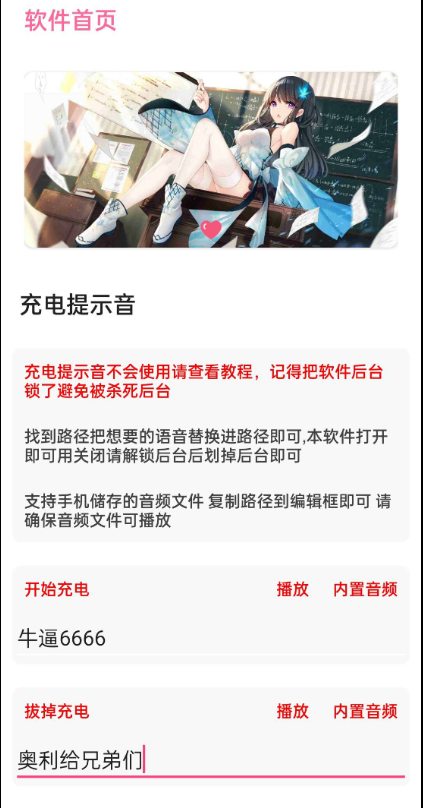 软件首页
充电提示音
充电提示音不会使用请查看教程，记得把软件后台
锁了避免被杀死后台
找到路径把想要的语音替换进路径即可,本软件打开
即可用关闭请解锁后台后划掉后台即可
支持手机储存的音频文件 复制路径到编辑框即可 请
确保音频文件可播放
开始充电 播放 内置音频
牛逼6666
拔掉充电 播放 内置音频
奥利给兄弟们